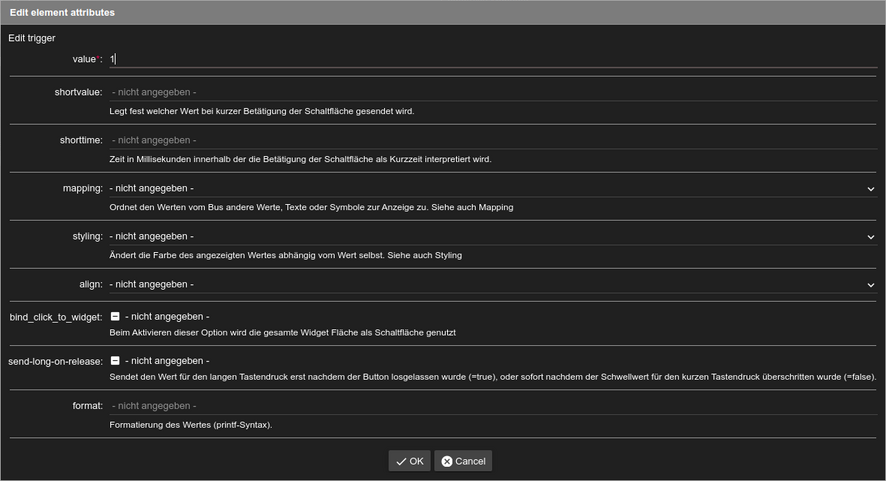 Edit element attributes
Edit trigger
value*: 1
shortvalue: - nicht angegeben -
Legt fest welcher Wert bei kurzer Betätigung der Schaltfläche gesendet wird.
shorttime: - nicht angegeben -
Zeit in Millisekunden innerhalb der die Betätigung der Schaltfläche als Kurzzeit interpretiert wird.
mapping: - nicht angegeben -
Ordnet den Werten vom Bus andere Werte, Texte oder Symbole zur Anzeige zu. Siehe auch Mapping
styling: - nicht angegeben -
Ändert die Farbe des angezeigten Wertes abhängig vom Wert selbst. Siehe auch Styling
align: - nicht angegeben -
bind_click_to_widget: - nicht angegeben -
Beim Aktivieren dieser Option wird die gesamte Widget Fläche als Schaltfläche genutzt
send-long-on-release: - nicht angegeben -
Sendet den Wert für den langen Tastendruck erst nachdem der Button losgelassen wurde (=true), oder sofort nachdem der Schwellwert für den kurzen Tastendruck überschritten wurde (=false).
format: - nicht angegeben -
Formatierung des Wertes (printf-Syntax).
OK Cancel